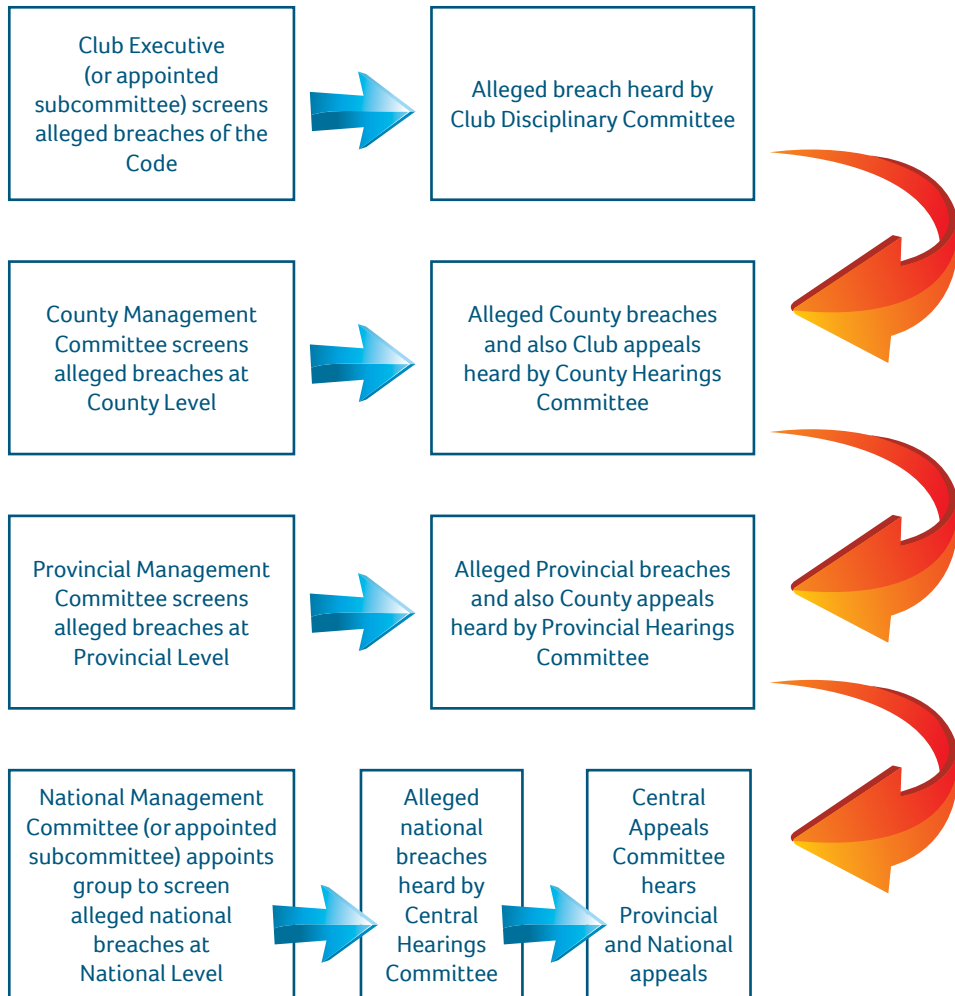 Club Executive
(or appointed
subcommittee) screens
alleged breaches of the
Code
Alleged breach heard by
Club Disciplinary Committee
County Management
Committee screens
alleged breaches at
County Level
Alleged County breaches
and also Club appeals
heard by County Hearings
Committee
Provincial Management
Committee screens
alleged breaches at
Provincial Level
Alleged Provincial breaches
and also County appeals
heard by Provincial Hearings
Committee
National Management
Committee (or appointed
subcommittee) appoints
group to screen
alleged national
breaches at
National Level
Alleged
national
breaches
heard by
Central
Hearings
Committee
Central
Appeals
Committee
hears
Provincial
and National
appeals